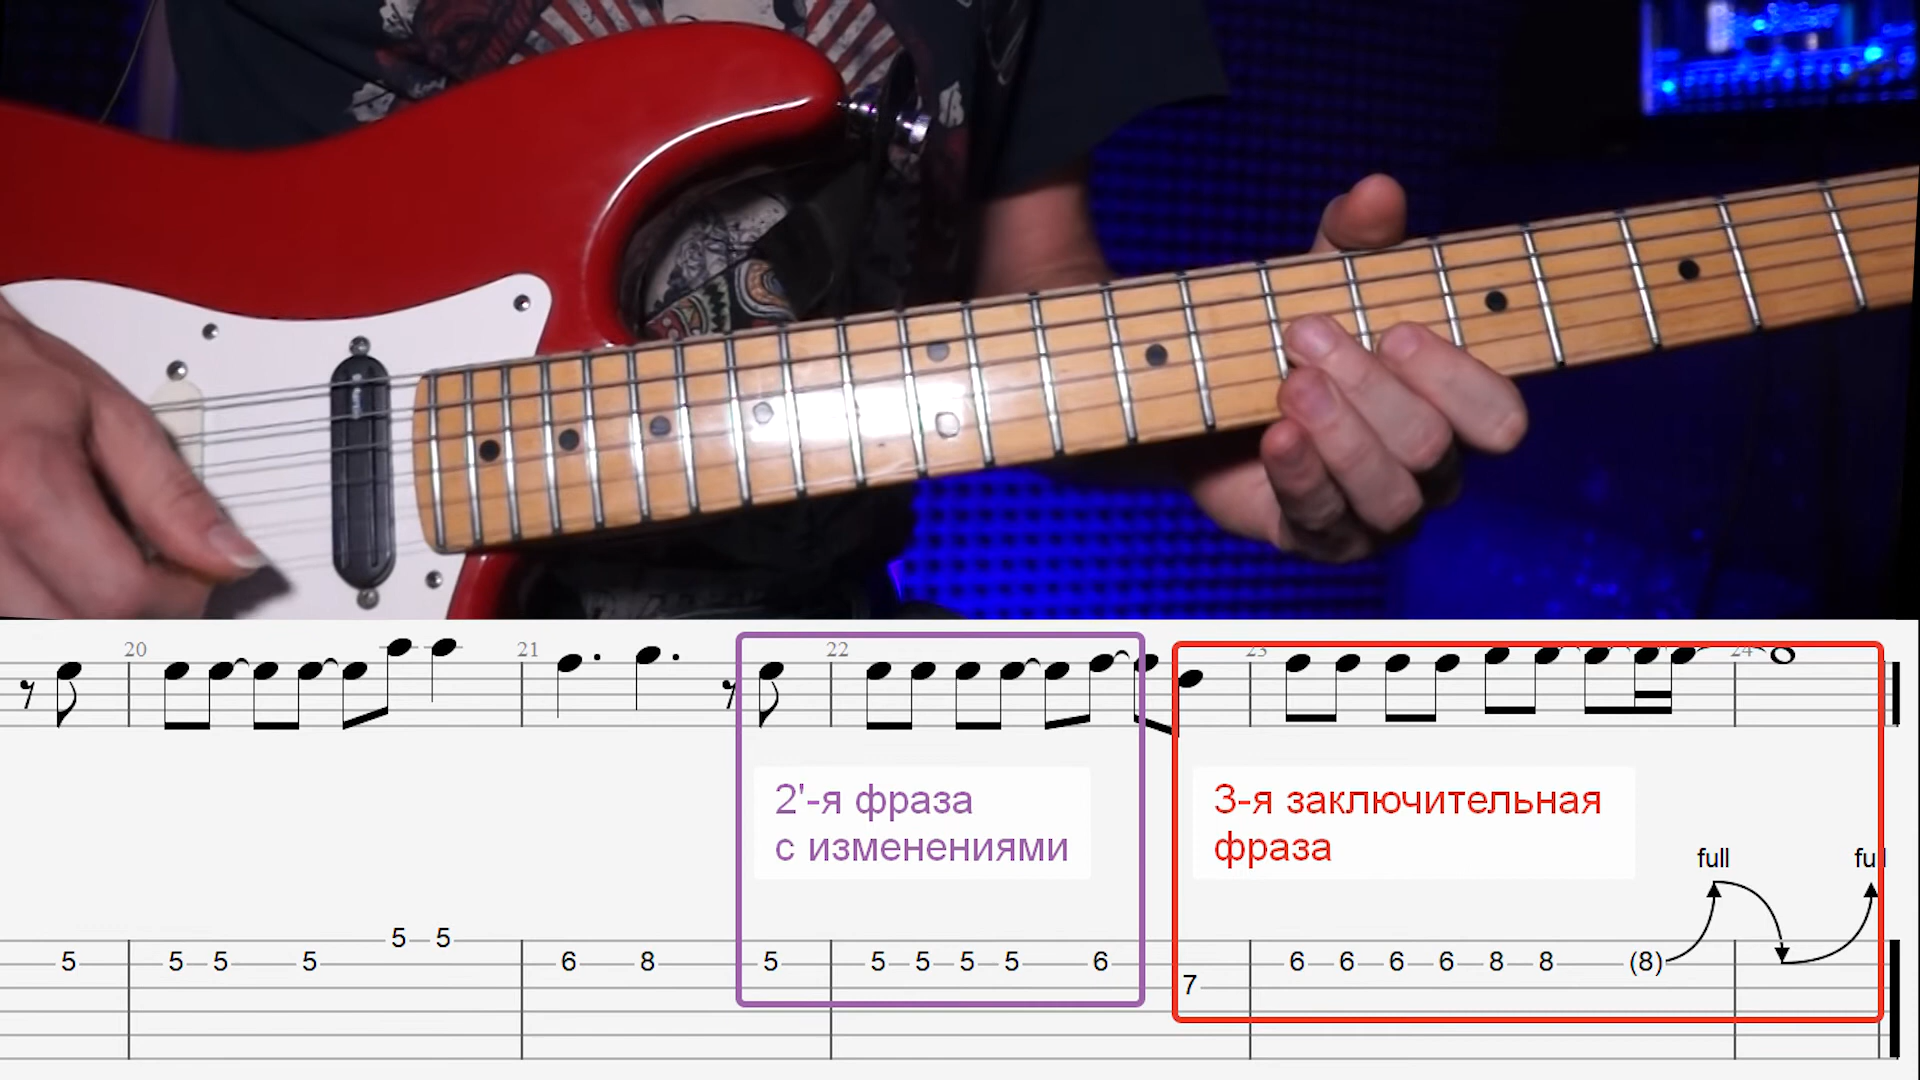 20 21 22 23 24
2'-я фраза
с изменениями
3-я заключительная
фраза
full full
5 5
5 5 5 5 6 8 5 5 5 5 5 6 6 6 6 6 8 8 (8)
7